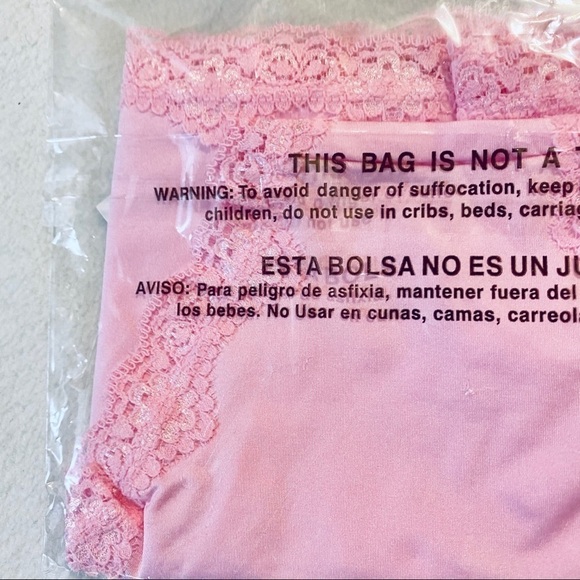 THIS BAG IS NOT A T
WARNING: To avoid danger of suffocation, keep
children, do not use in cribs, beds, carriag
ESTA BOLSA NO ES UN JU
AVISO: Para peligro de asfixia, mantener fuera del
los bebes. No Usar en cunas, camas, carreola